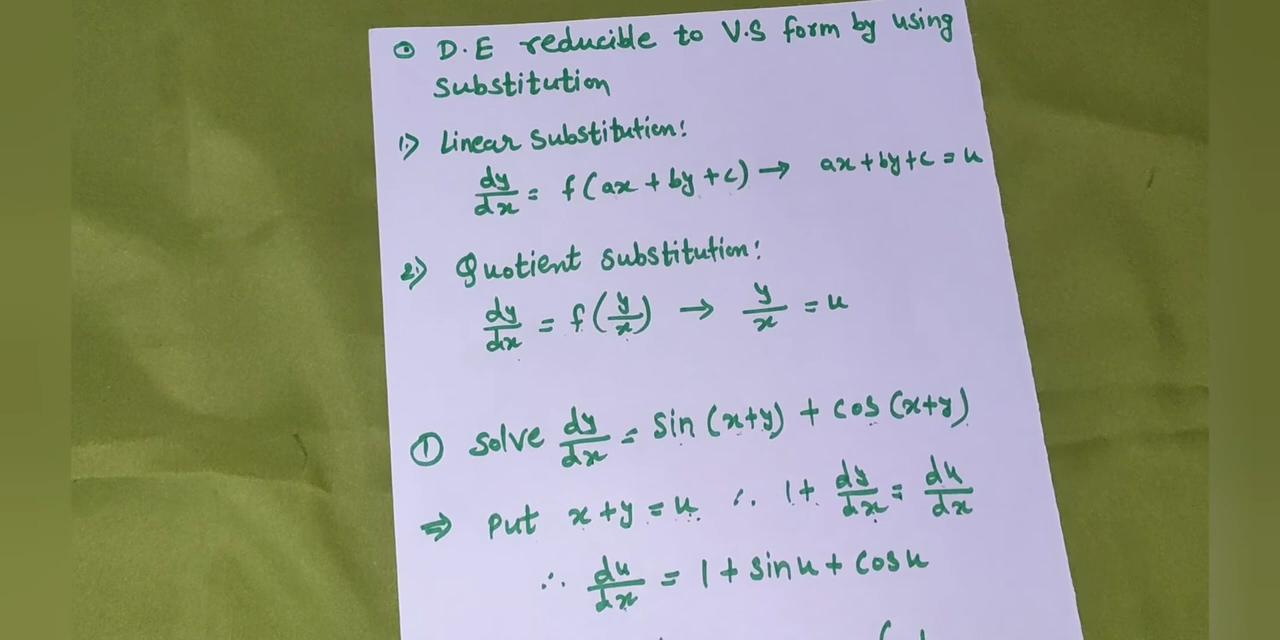 ⊙ D.E reducible to V.S form by using
substitution
1.) Linear substitution:
dy/dx = f(ax + by + c) → ax + by + c = u
2.) Quotient substitution:
dy/dx = f(y/x) → y/x = u
① Solve dy/dx = sin (x+y) + cos (x+y)
⇒ Put x + y = u ∴ 1 + dy/dx = du/dx
∴ du/dx = 1 + sin u + cos u